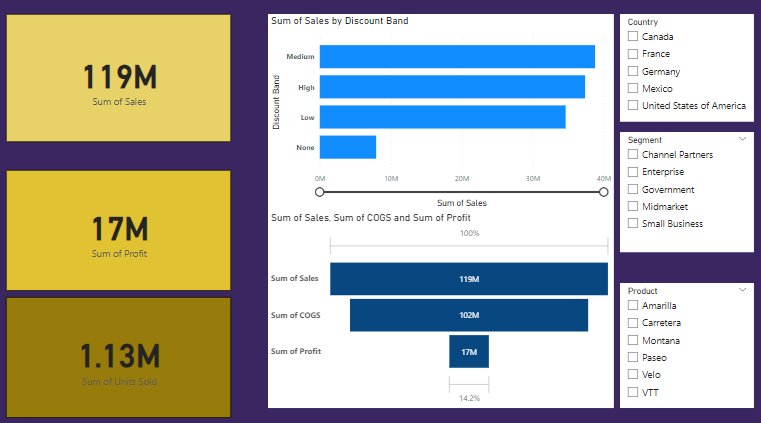 119M
Sum of Sales
17M
Sum of Profit
1.13M
Sum of Units Sold
Sum of Sales by Discount Band
Discount Band
Medium
High
Low
None
0M 10M 20M 30M 40M
Sum of Sales
Sum of Sales, Sum of COGS and Sum of Profit
100%
Sum of Sales 119M
Sum of COGS 102M
Sum of Profit 17M
14.2%
Country
Canada
France
Germany
Mexico
United States of America
Segment
Channel Partners
Enterprise
Government
Midmarket
Small Business
Product
Amarilla
Carretera
Montana
Paseo
Velo
VTT